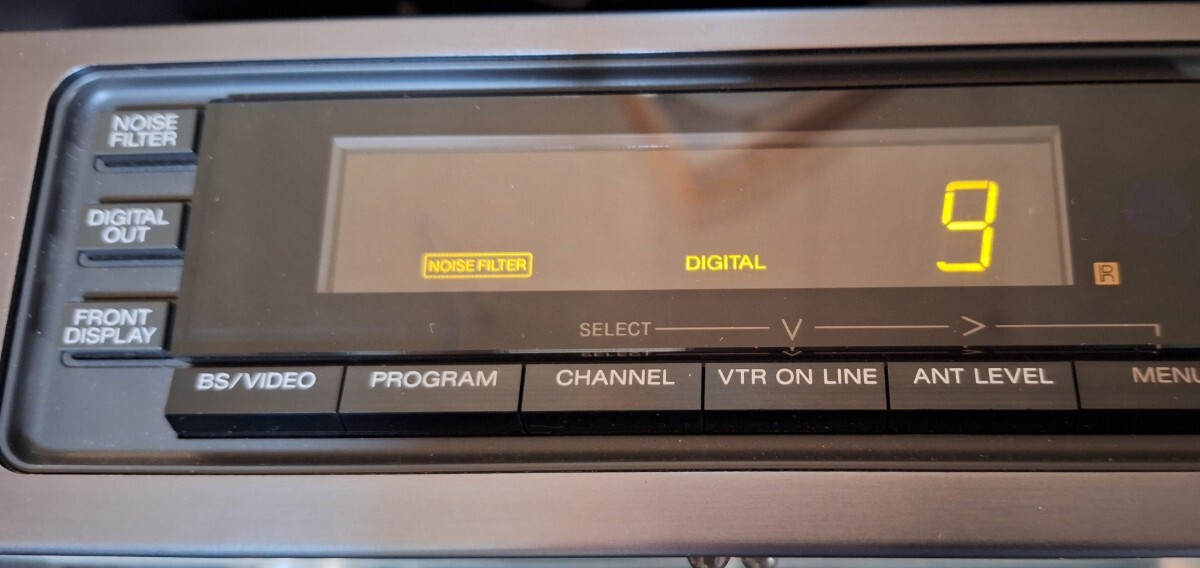 NOISE
FILTER
DIGITAL
OUT
FRONT
DISPLAY
9
NOISE FILTER
DIGITAL
R
SELECT
BS/VIDEO
PROGRAM
CHANNEL
VTR ON LINE
ANT LEVEL
MENU